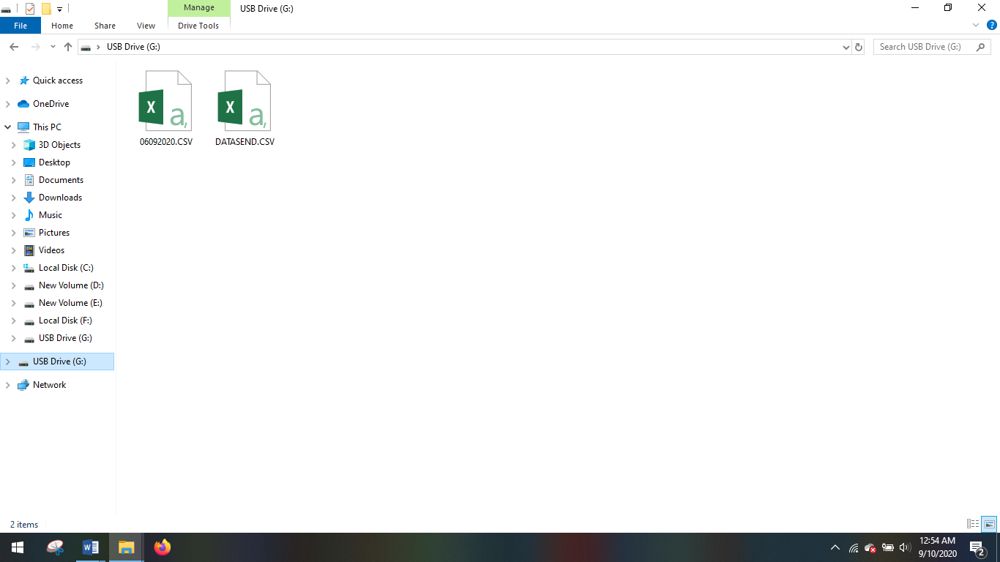 Manage
USB Drive (G:)
File
Home
Share
View
Drive Tools
USB Drive (G:)
Search USB Drive (G:)
Quick access
OneDrive
This PC
3D Objects
Desktop
Documents
Downloads
Music
Pictures
Videos
Local Disk (C:)
New Volume (D:)
New Volume (E:)
Local Disk (F:)
USB Drive (G:)
USB Drive (G:)
Network
X a,
X a,
06092020.CSV
DATASEND.CSV
2 items
W
12:54 AM
9/10/2020
2